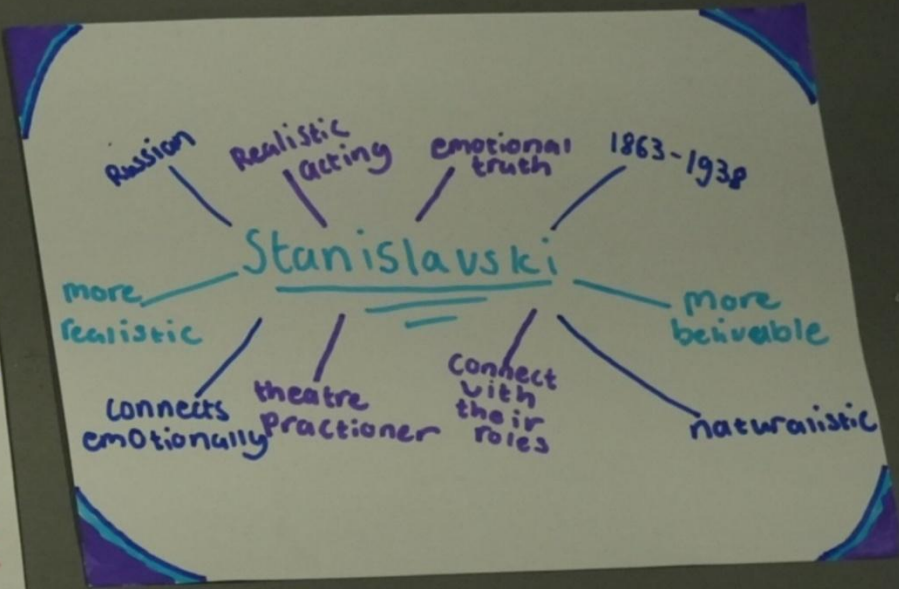 Russian
Realistic
acting
emotional
truth
1863-1938
Stanislavski
more
realistic
more
beliveable
connects
emotionally
theatre
Practioner
Connect
with
their
roles
naturalistic